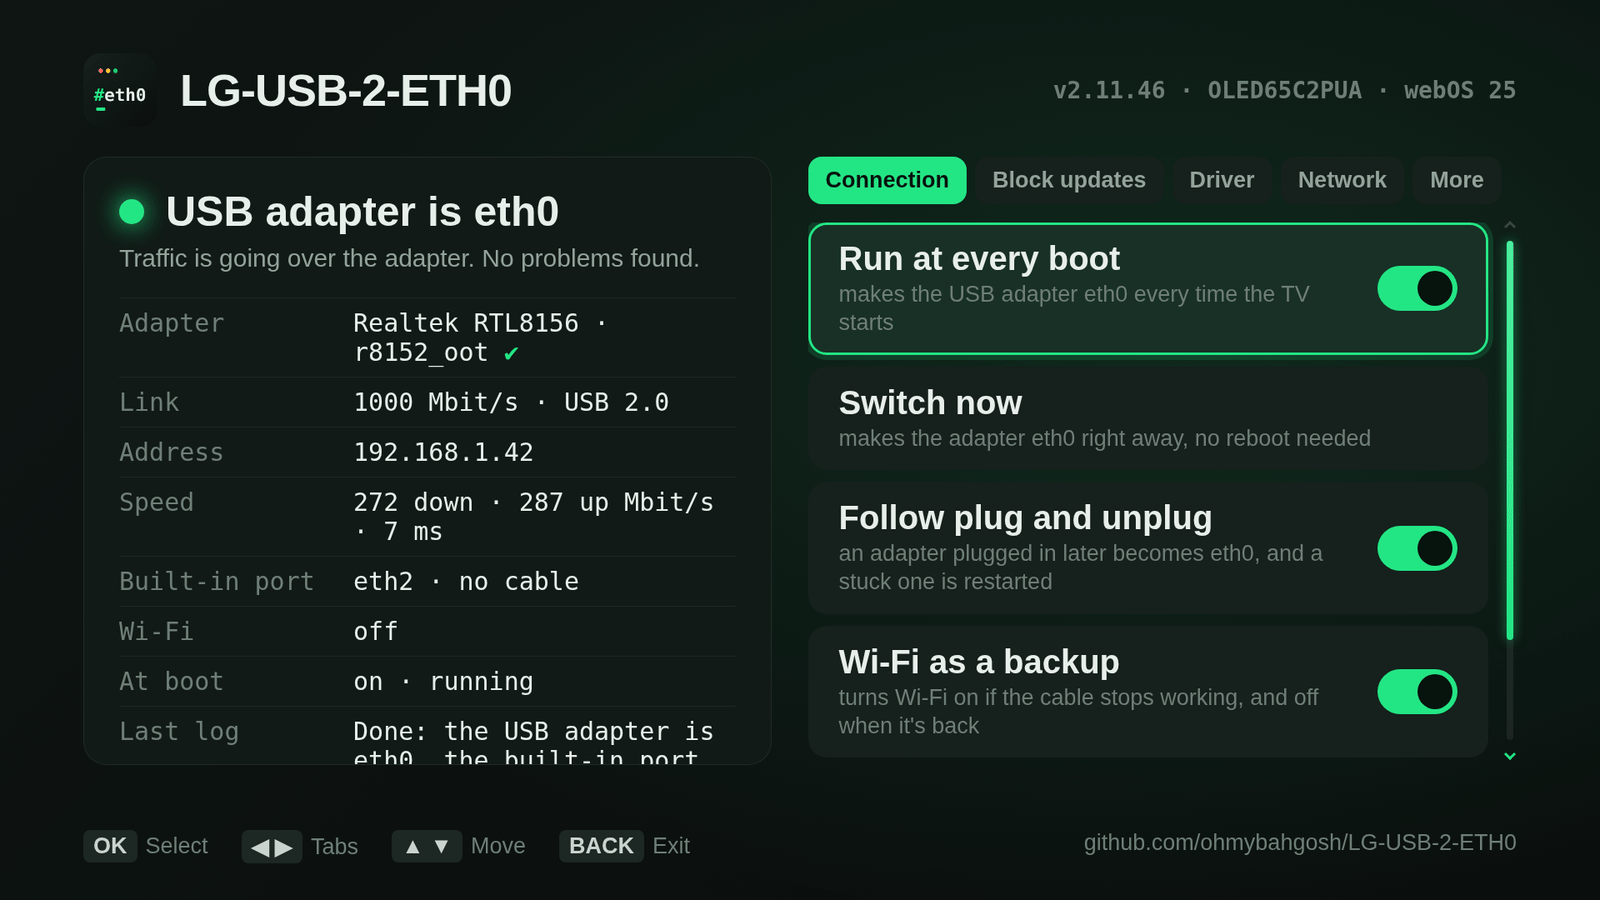 #eth0
LG-USB-2-ETH0
v2.11.46 · OLED65C2PUA · webOS 25
USB adapter is eth0
Traffic is going over the adapter. No problems found.
Adapter
Realtek RTL8156 ·
r8152_oot ✔
Link
1000 Mbit/s · USB 2.0
Address
192.168.1.42
Speed
272 down · 287 up Mbit/s
· 7 ms
Built-in port
eth2 · no cable
Wi-Fi
off
At boot
on · running
Last log
Done: the USB adapter is
eth0, the built-in port
Connection
Block updates
Driver
Network
More
Run at every boot
makes the USB adapter eth0 every time the TV
starts
Switch now
makes the adapter eth0 right away, no reboot needed
Follow plug and unplug
an adapter plugged in later becomes eth0, and a
stuck one is restarted
Wi-Fi as a backup
turns Wi-Fi on if the cable stops working, and off
when it's back
OK Select
◀ ▶ Tabs
▲ ▼ Move
BACK Exit
github.com/ohmybahgosh/LG-USB-2-ETH0